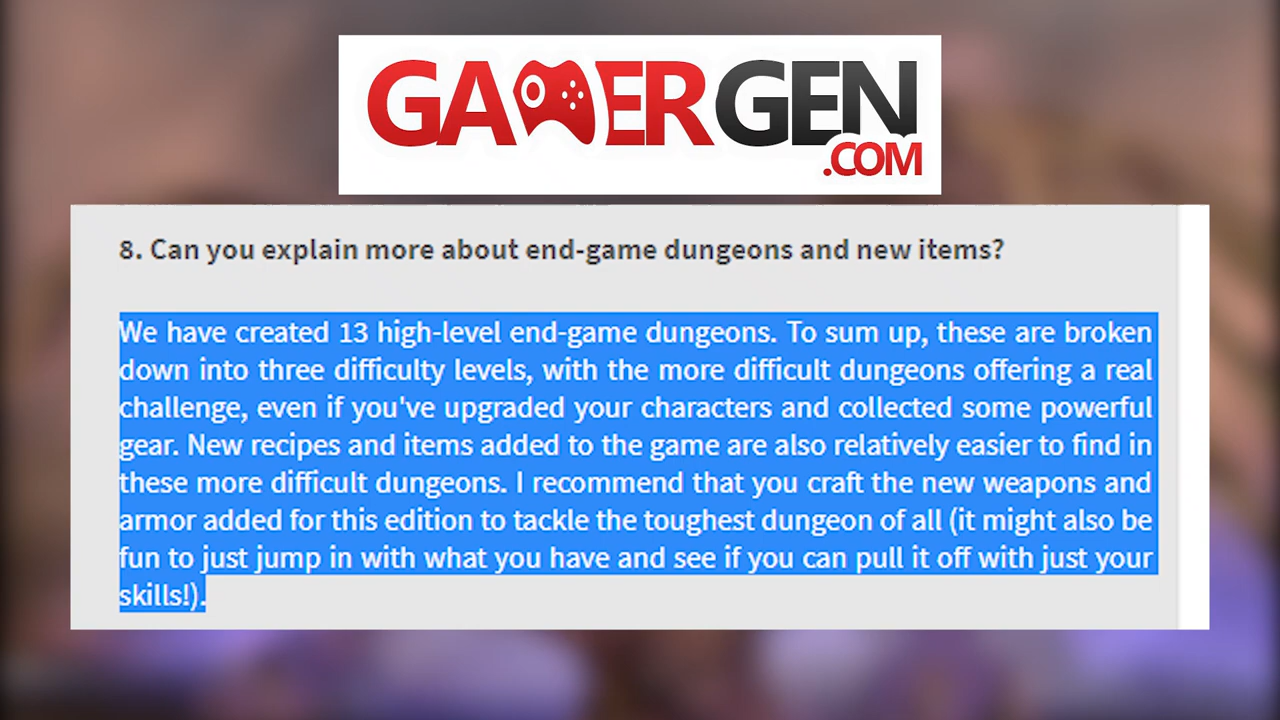 GAMERGEN
.COM
8. Can you explain more about end-game dungeons and new items?
We have created 13 high-level end-game dungeons. To sum up, these are broken
down into three difficulty levels, with the more difficult dungeons offering a real
challenge, even if you've upgraded your characters and collected some powerful
gear. New recipes and items added to the game are also relatively easier to find in
these more difficult dungeons. I recommend that you craft the new weapons and
armor added for this edition to tackle the toughest dungeon of all (it might also be
fun to just jump in with what you have and see if you can pull it off with just your
skills!).